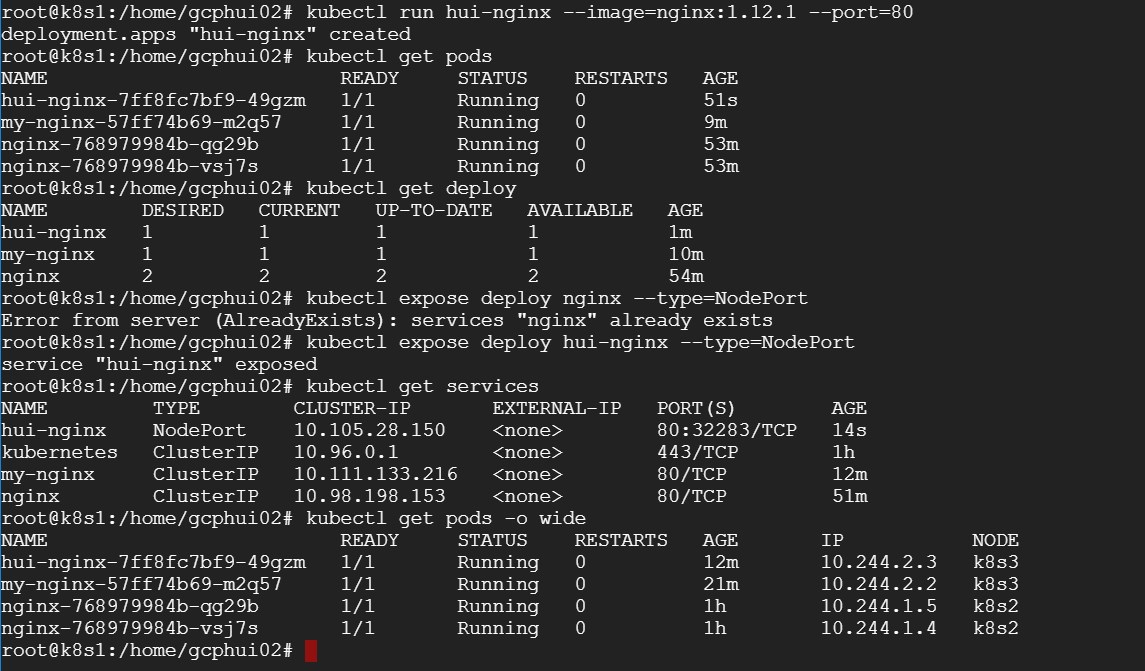 root@k8s1:/home/gcphui02# kubectl run hui-nginx --image=nginx:1.12.1 --port=80
deployment.apps "hui-nginx" created
root@k8s1:/home/gcphui02# kubectl get pods
NAME                         READY     STATUS    RESTARTS   AGE
hui-nginx-7ff8fc7bf9-49gzm   1/1       Running   0          51s
my-nginx-57ff74b69-m2q57     1/1       Running   0          9m
nginx-768979984b-qg29b       1/1       Running   0          53m
nginx-768979984b-vsj7s       1/1       Running   0          53m
root@k8s1:/home/gcphui02# kubectl get deploy
NAME        DESIRED   CURRENT   UP-TO-DATE   AVAILABLE   AGE
hui-nginx   1         1         1            1           1m
my-nginx    1         1         1            1           10m
nginx       2         2         2            2           54m
root@k8s1:/home/gcphui02# kubectl expose deploy nginx --type=NodePort
Error from server (AlreadyExists): services "nginx" already exists
root@k8s1:/home/gcphui02# kubectl expose deploy hui-nginx --type=NodePort
service "hui-nginx" exposed
root@k8s1:/home/gcphui02# kubectl get services
NAME         TYPE        CLUSTER-IP       EXTERNAL-IP   PORT(S)        AGE
hui-nginx    NodePort    10.105.28.150    <none>        80:32283/TCP   14s
kubernetes   ClusterIP   10.96.0.1        <none>        443/TCP        1h
my-nginx     ClusterIP   10.111.133.216   <none>        80/TCP         12m
nginx        ClusterIP   10.98.198.153    <none>        80/TCP         51m
root@k8s1:/home/gcphui02# kubectl get pods -o wide
NAME                         READY     STATUS    RESTARTS   AGE       IP           NODE
hui-nginx-7ff8fc7bf9-49gzm   1/1       Running   0          12m       10.244.2.3   k8s3
my-nginx-57ff74b69-m2q57     1/1       Running   0          21m       10.244.2.2   k8s3
nginx-768979984b-qg29b       1/1       Running   0          1h        10.244.1.5   k8s2
nginx-768979984b-vsj7s       1/1       Running   0          1h        10.244.1.4   k8s2
root@k8s1:/home/gcphui02#